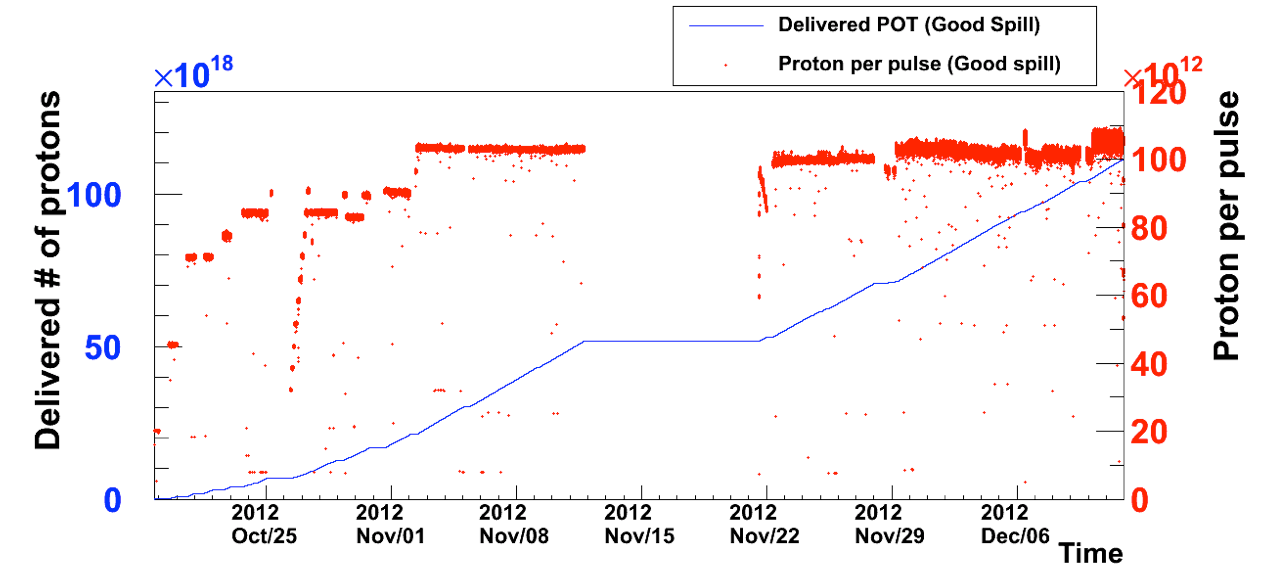 Delivered POT (Good Spill)
Proton per pulse (Good spill)
×10^18
×10^12
Delivered # of protons
100
50
0
120
100
80
60
40
20
0
Proton per pulse
2012 2012 2012 2012 2012 2012 2012
Oct/25 Nov/01 Nov/08 Nov/15 Nov/22 Nov/29 Dec/06
Time